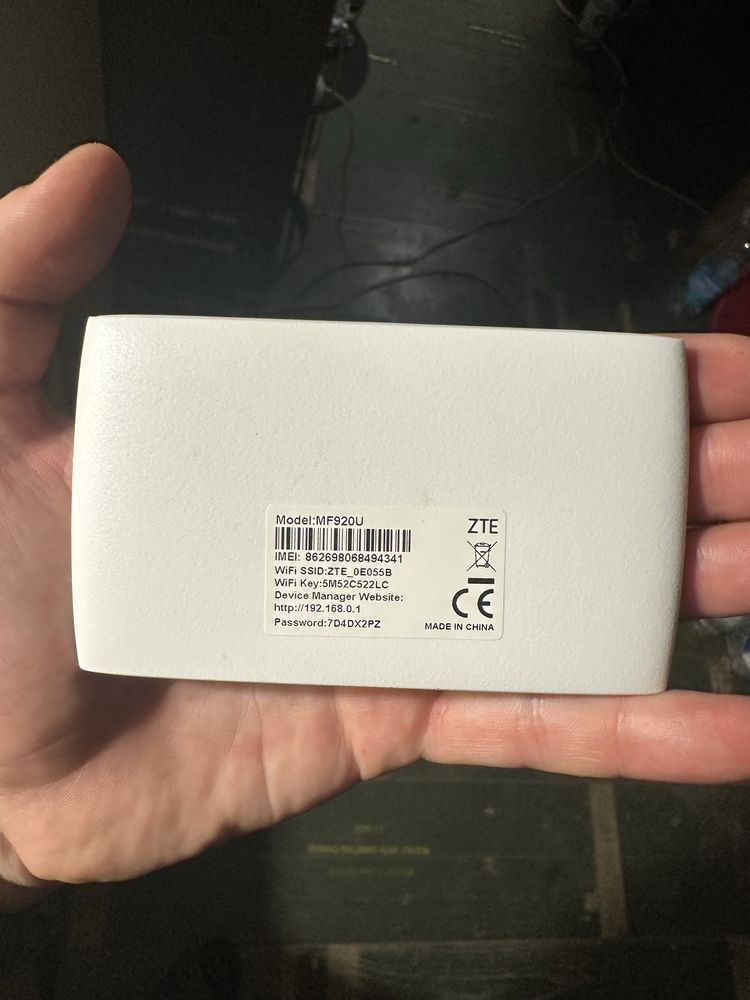 Model:MF920U
ZTE
IMEI: 862698068494341
WiFi SSID:ZTE_0E055B
WiFi Key:5M52C522LC
Device Manager Website:
http://192.168.0.1
Password:7D4DX2PZ
CE
MADE IN CHINA